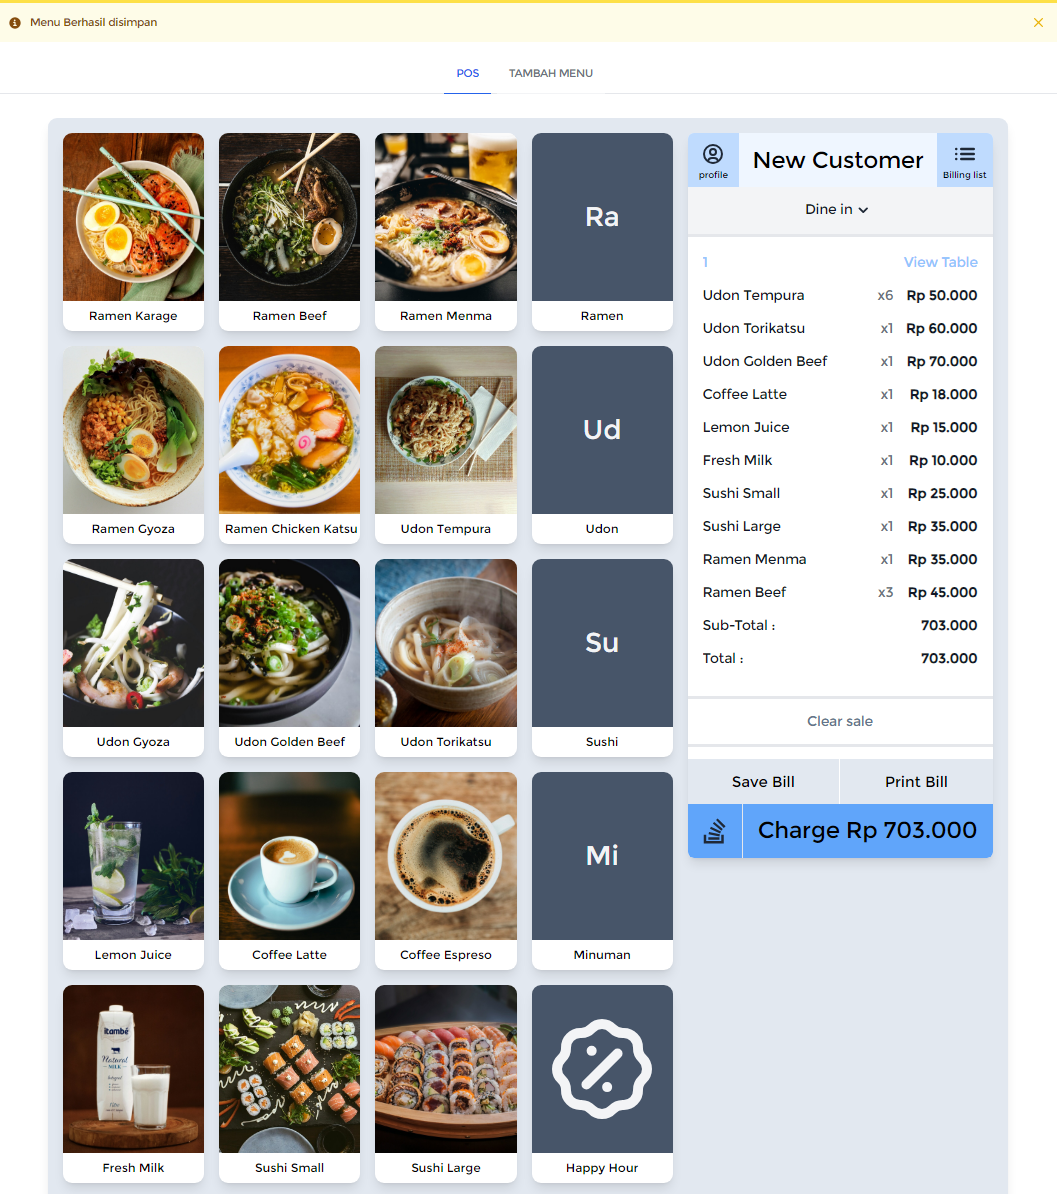 Menu Berhasil disimpan
POS TAMBAH MENU
Ra
Ramen Karage Ramen Beef Ramen Menma Ramen
Ud
Ramen Gyoza Ramen Chicken Katsu Udon Tempura Udon
Su
Udon Gyoza Udon Golden Beef Udon Torikatsu Sushi
Mi
Lemon Juice Coffee Latte Coffee Espreso Minuman
itambé
Natural
MILK
Fresh Milk Sushi Small Sushi Large Happy Hour
profile
New Customer
Billing list
Dine in
1 View Table
Udon Tempura x6 Rp 50.000
Udon Torikatsu x1 Rp 60.000
Udon Golden Beef x1 Rp 70.000
Coffee Latte x1 Rp 18.000
Lemon Juice x1 Rp 15.000
Fresh Milk x1 Rp 10.000
Sushi Small x1 Rp 25.000
Sushi Large x1 Rp 35.000
Ramen Menma x1 Rp 35.000
Ramen Beef x3 Rp 45.000
Sub-Total : 703.000
Total : 703.000
Clear sale
Save Bill Print Bill
Charge Rp 703.000